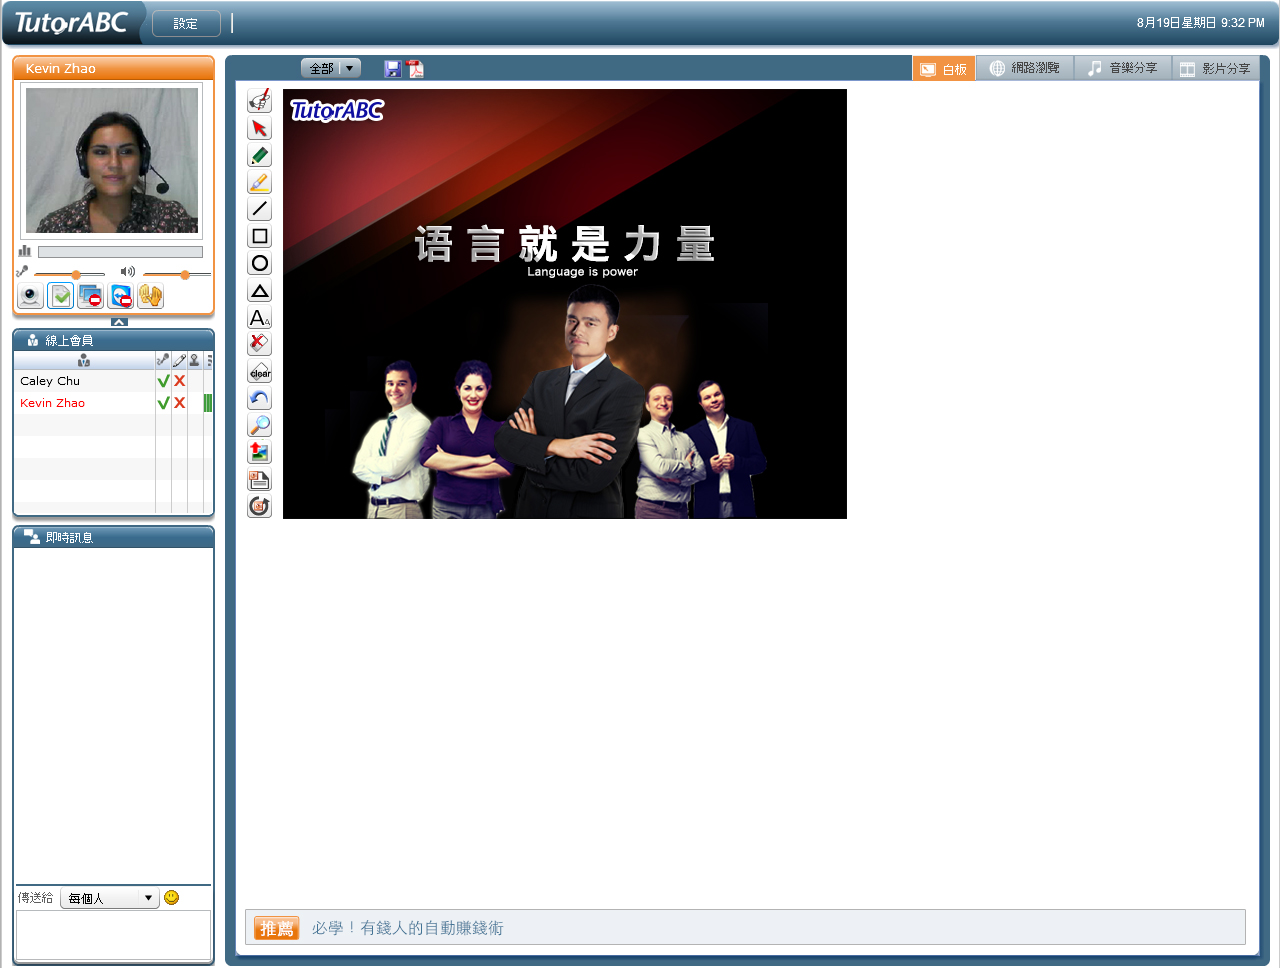 TutorABC
設定
8月19日星期日 9:32 PM
Kevin Zhao
線上會員
Caley Chu
Kevin Zhao
即時訊息
傳送給 每個人
全部
白板
網路瀏覽
音樂分享
影片分享
TutorABC
语言就是力量
Language is power
A A
clear
推薦 必學！有錢人的自動賺錢術